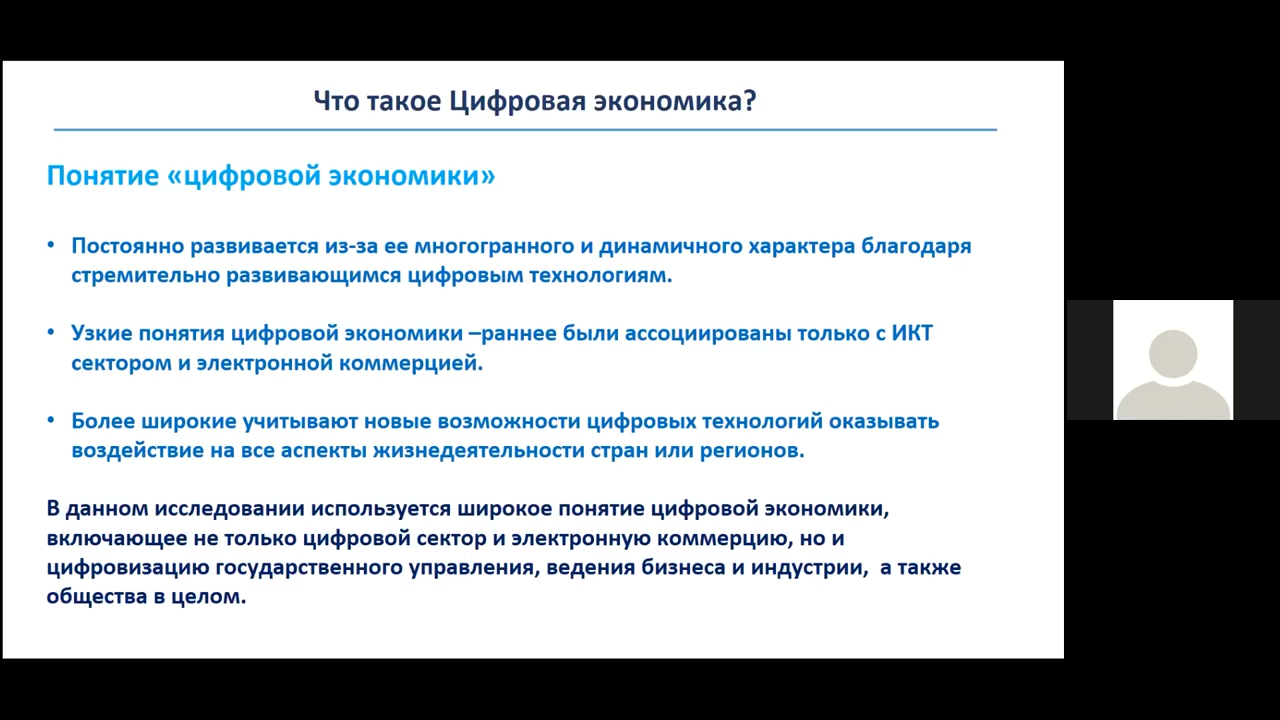 Что такое Цифровая экономика?
Понятие «цифровой экономики»
• Постоянно развивается из-за ее многогранного и динамичного характера благодаря
стремительно развивающимся цифровым технологиям.
• Узкие понятия цифровой экономики –раннее были ассоциированы только с ИКТ
сектором и электронной коммерцией.
• Более широкие учитывают новые возможности цифровых технологий оказывать
воздействие на все аспекты жизнедеятельности стран или регионов.
В данном исследовании используется широкое понятие цифровой экономики,
включающее не только цифровой сектор и электронную коммерцию, но и
цифровизацию государственного управления, ведения бизнеса и индустрии,  а также
общества в целом.